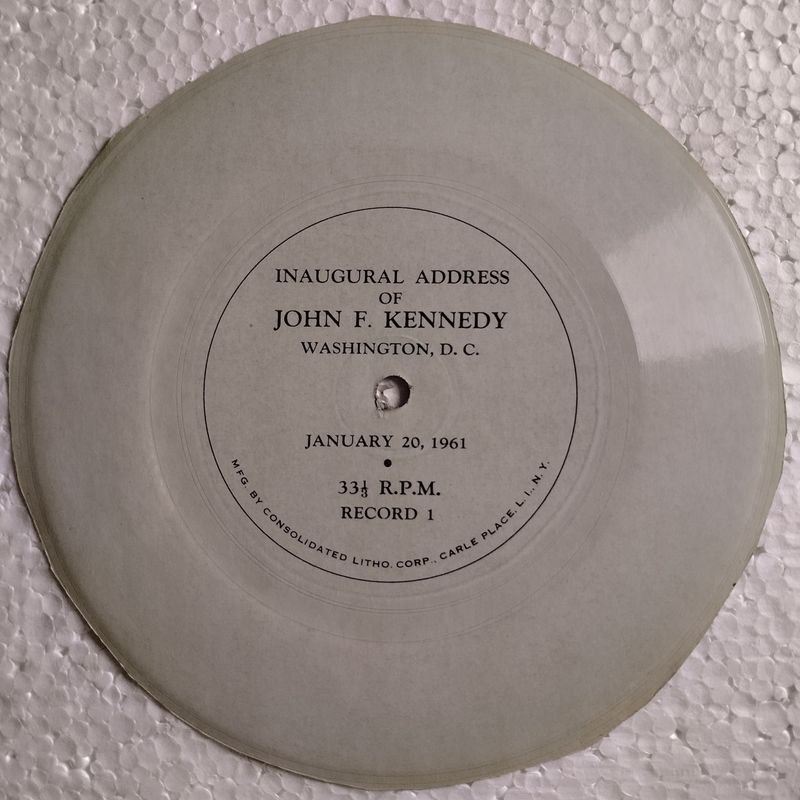 INAUGURAL ADDRESS
OF
JOHN F. KENNEDY
WASHINGTON, D. C.
JANUARY 20, 1961
33⅓ R.P.M.
RECORD 1
MFG. BY CONSOLIDATED LITHO. CORP., CARLE PLACE, L. I., N. Y.